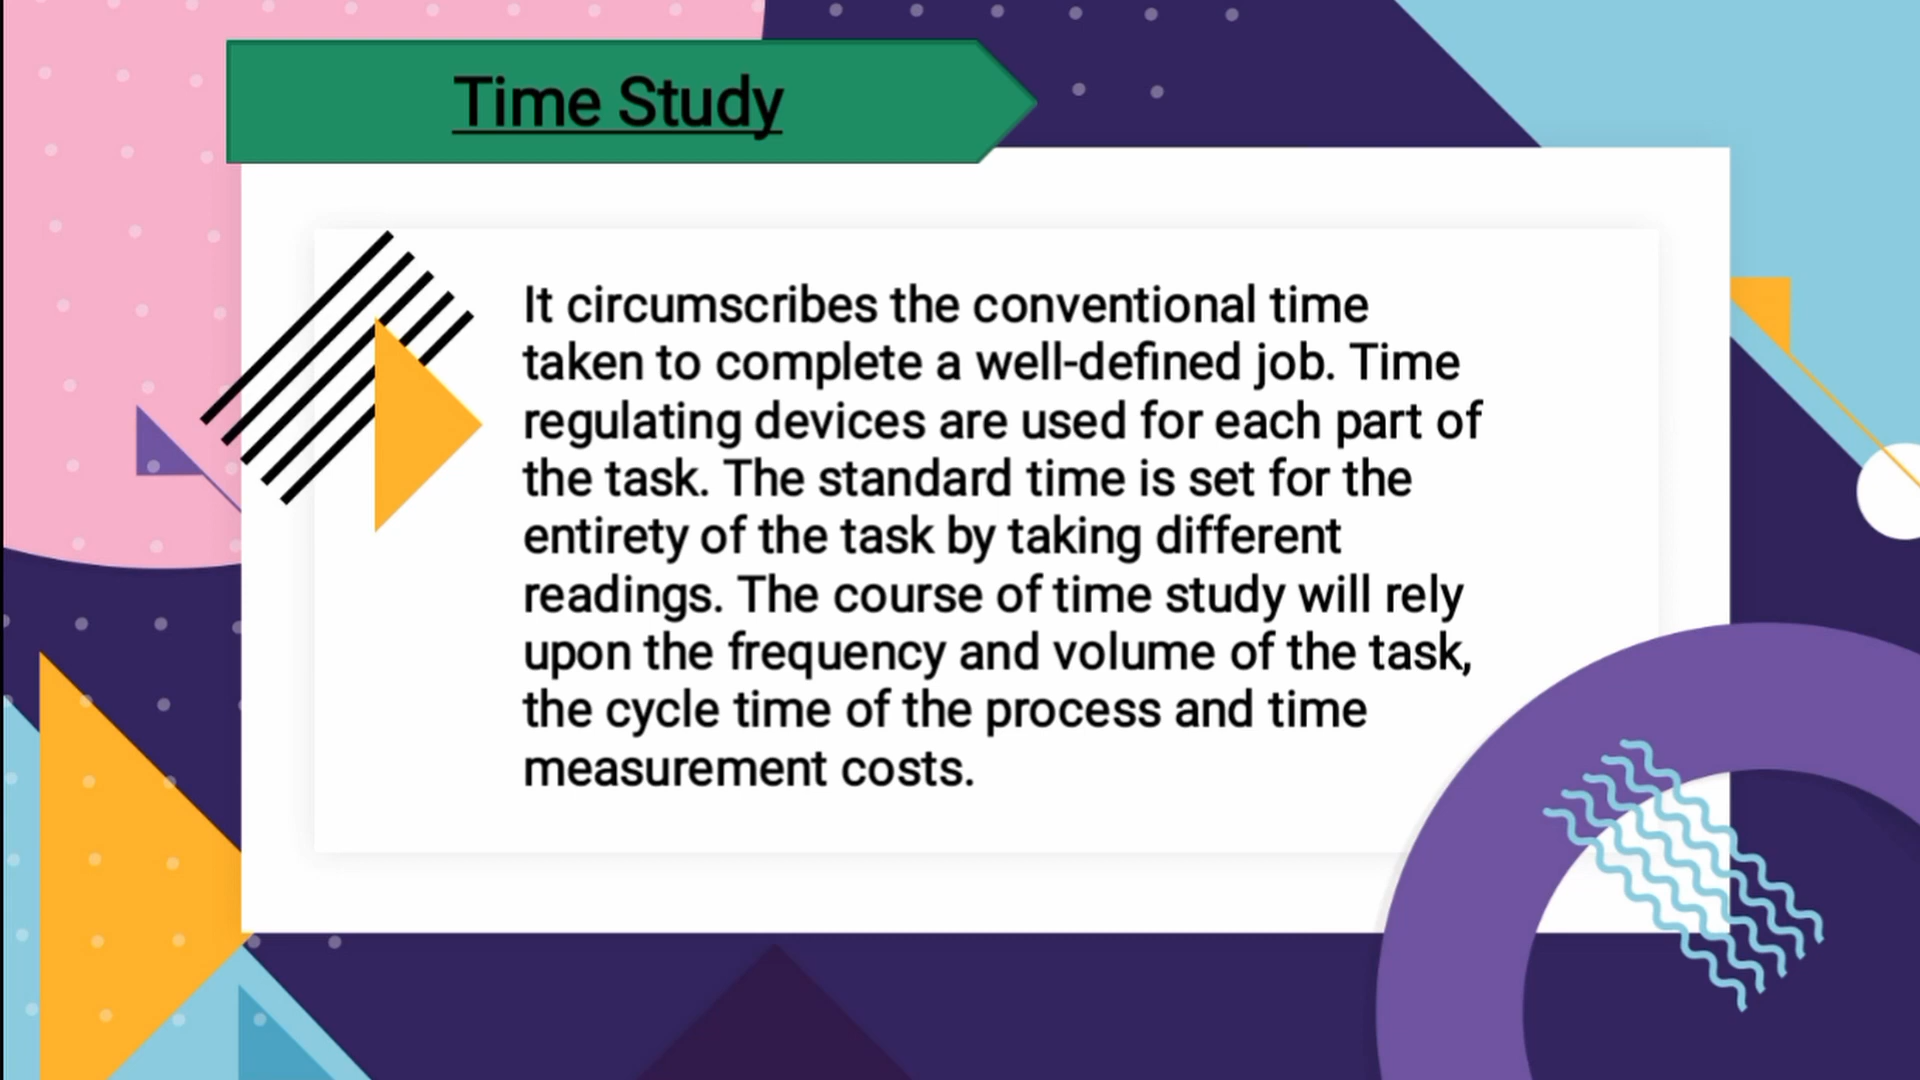 Time Study
It circumscribes the conventional time
taken to complete a well-defined job. Time
regulating devices are used for each part of
the task. The standard time is set for the
entirety of the task by taking different
readings. The course of time study will rely
upon the frequency and volume of the task,
the cycle time of the process and time
measurement costs.